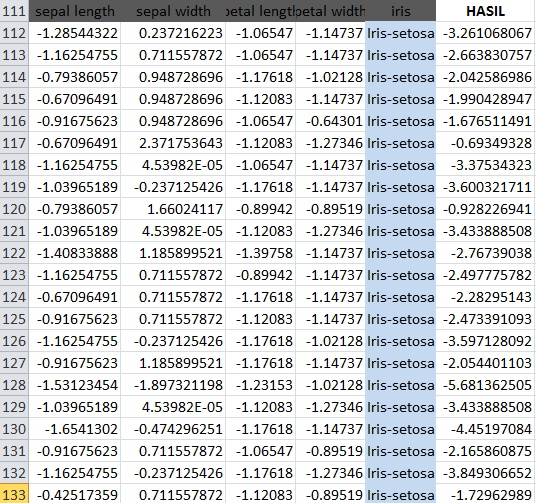 111 sepal length sepal width petal length petal width iris HASIL
112 -1.28544322 0.237216223 -1.06547 -1.14737 Iris-setosa -3.261068067
113 -1.16254755 0.711557872 -1.06547 -1.14737 Iris-setosa -2.663830757
114 -0.79386057 0.948728696 -1.17618 -1.02128 Iris-setosa -2.042586986
115 -0.67096491 0.948728696 -1.12083 -1.14737 Iris-setosa -1.990428947
116 -0.91675623 0.948728696 -1.06547 -0.64301 Iris-setosa -1.676511491
117 -0.67096491 2.371753643 -1.12083 -1.27346 Iris-setosa -0.69349328
118 -1.16254755 4.53982E-05 -1.06547 -1.14737 Iris-setosa -3.37534323
119 -1.03965189 -0.237125426 -1.17618 -1.14737 Iris-setosa -3.600321711
120 -0.79386057 1.66024117 -0.89942 -0.89519 Iris-setosa -0.928226941
121 -1.03965189 4.53982E-05 -1.12083 -1.27346 Iris-setosa -3.433888508
122 -1.40833888 1.185899521 -1.39758 -1.14737 Iris-setosa -2.76739038
123 -1.16254755 0.711557872 -0.89942 -1.14737 Iris-setosa -2.497775782
124 -0.67096491 0.711557872 -1.17618 -1.14737 Iris-setosa -2.28295143
125 -0.91675623 0.711557872 -1.12083 -1.14737 Iris-setosa -2.473391093
126 -1.16254755 -0.237125426 -1.17618 -1.02128 Iris-setosa -3.597128092
127 -0.91675623 1.185899521 -1.17618 -1.14737 Iris-setosa -2.054401103
128 -1.53123454 -1.897321198 -1.23153 -1.02128 Iris-setosa -5.681362505
129 -1.03965189 4.53982E-05 -1.12083 -1.27346 Iris-setosa -3.433888508
130 -1.6541302 -0.474296251 -1.17618 -1.14737 Iris-setosa -4.45197084
131 -0.91675623 0.711557872 -1.06547 -0.89519 Iris-setosa -2.165860875
132 -1.16254755 -0.237125426 -1.17618 -1.27346 Iris-setosa -3.849306652
133 -0.42517359 0.711557872 -1.12083 -0.89519 Iris-setosa -1.72962989